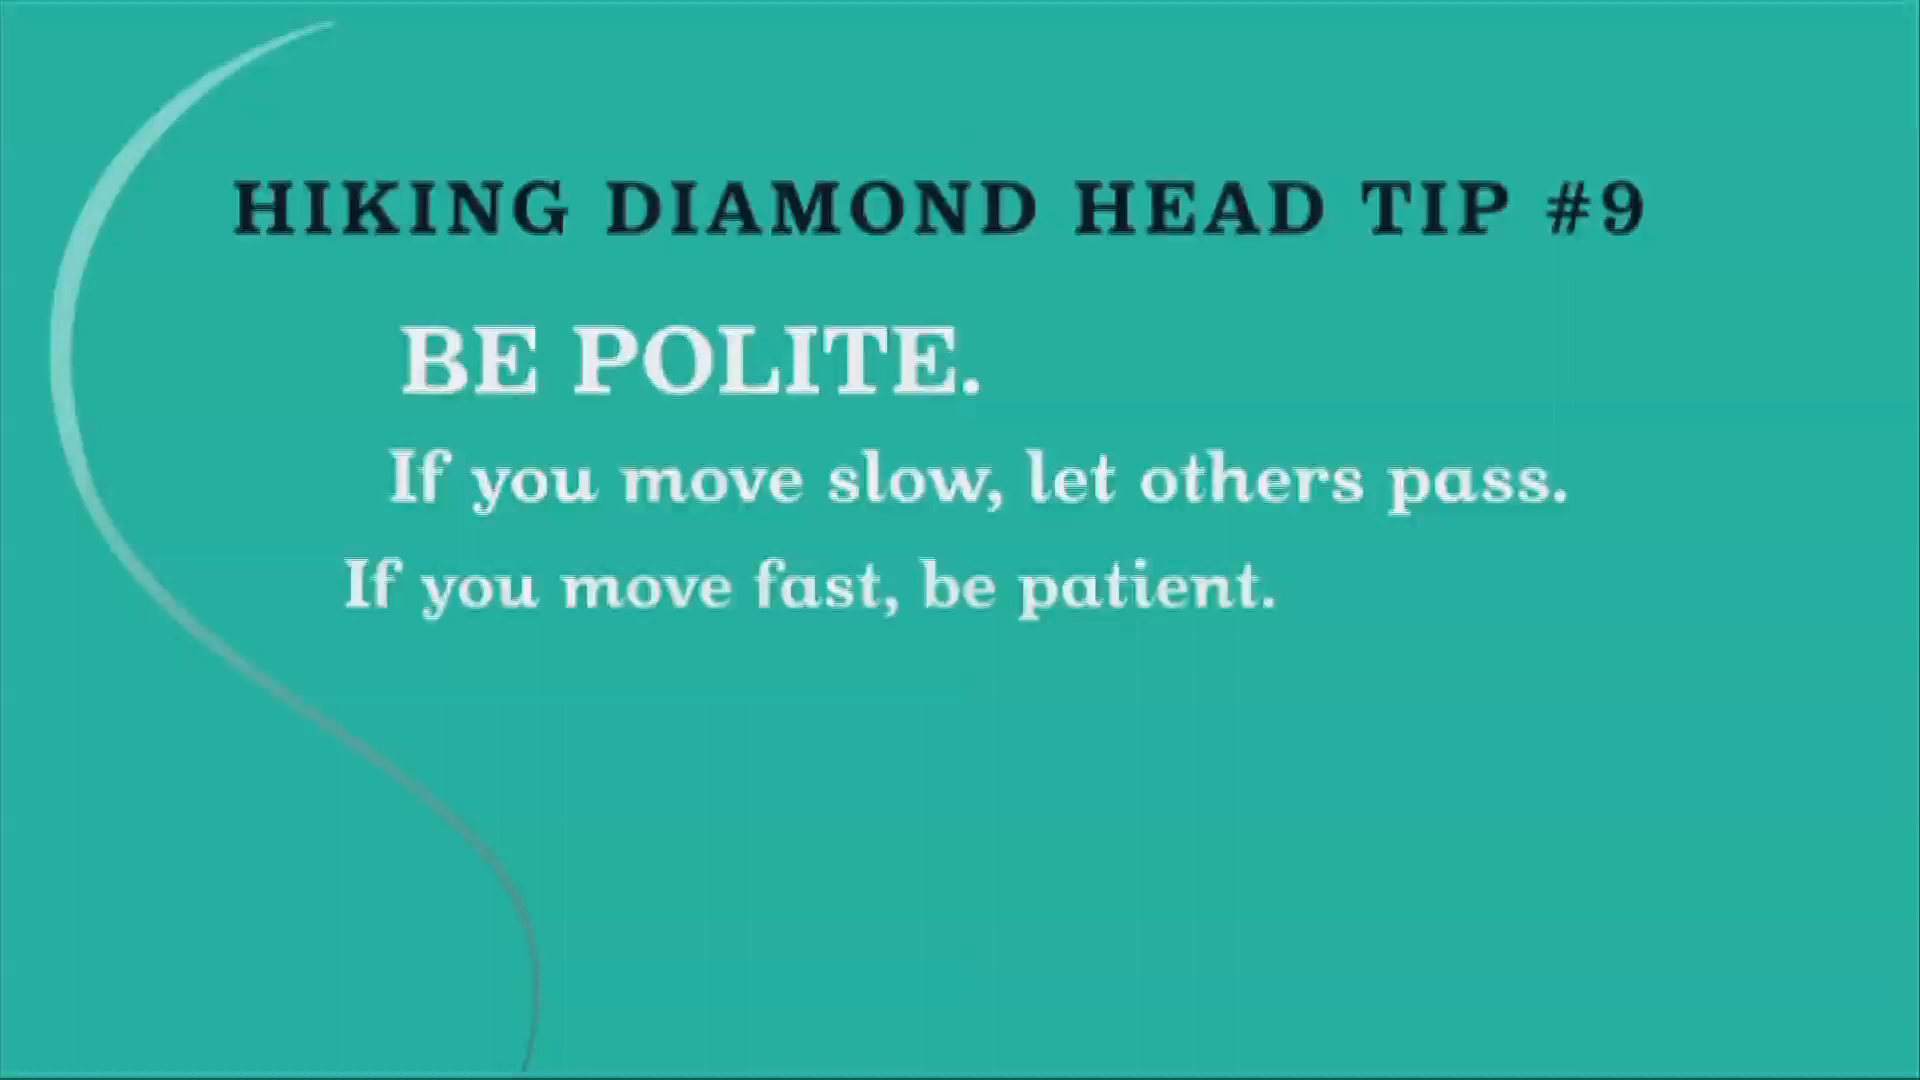 HIKING DIAMOND HEAD TIP #9
BE POLITE.
If you move slow, let others pass.
If you move fast, be patient.